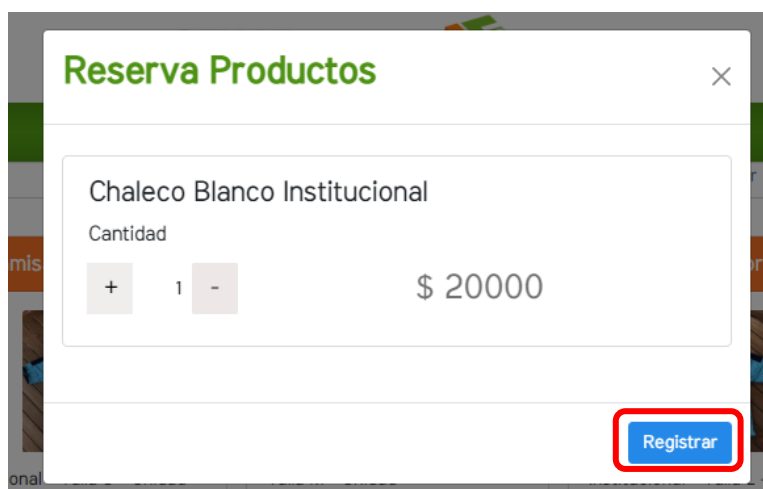 Reserva Productos
×
Chaleco Blanco Institucional
Cantidad
+ 1 - $ 20000
Registrar